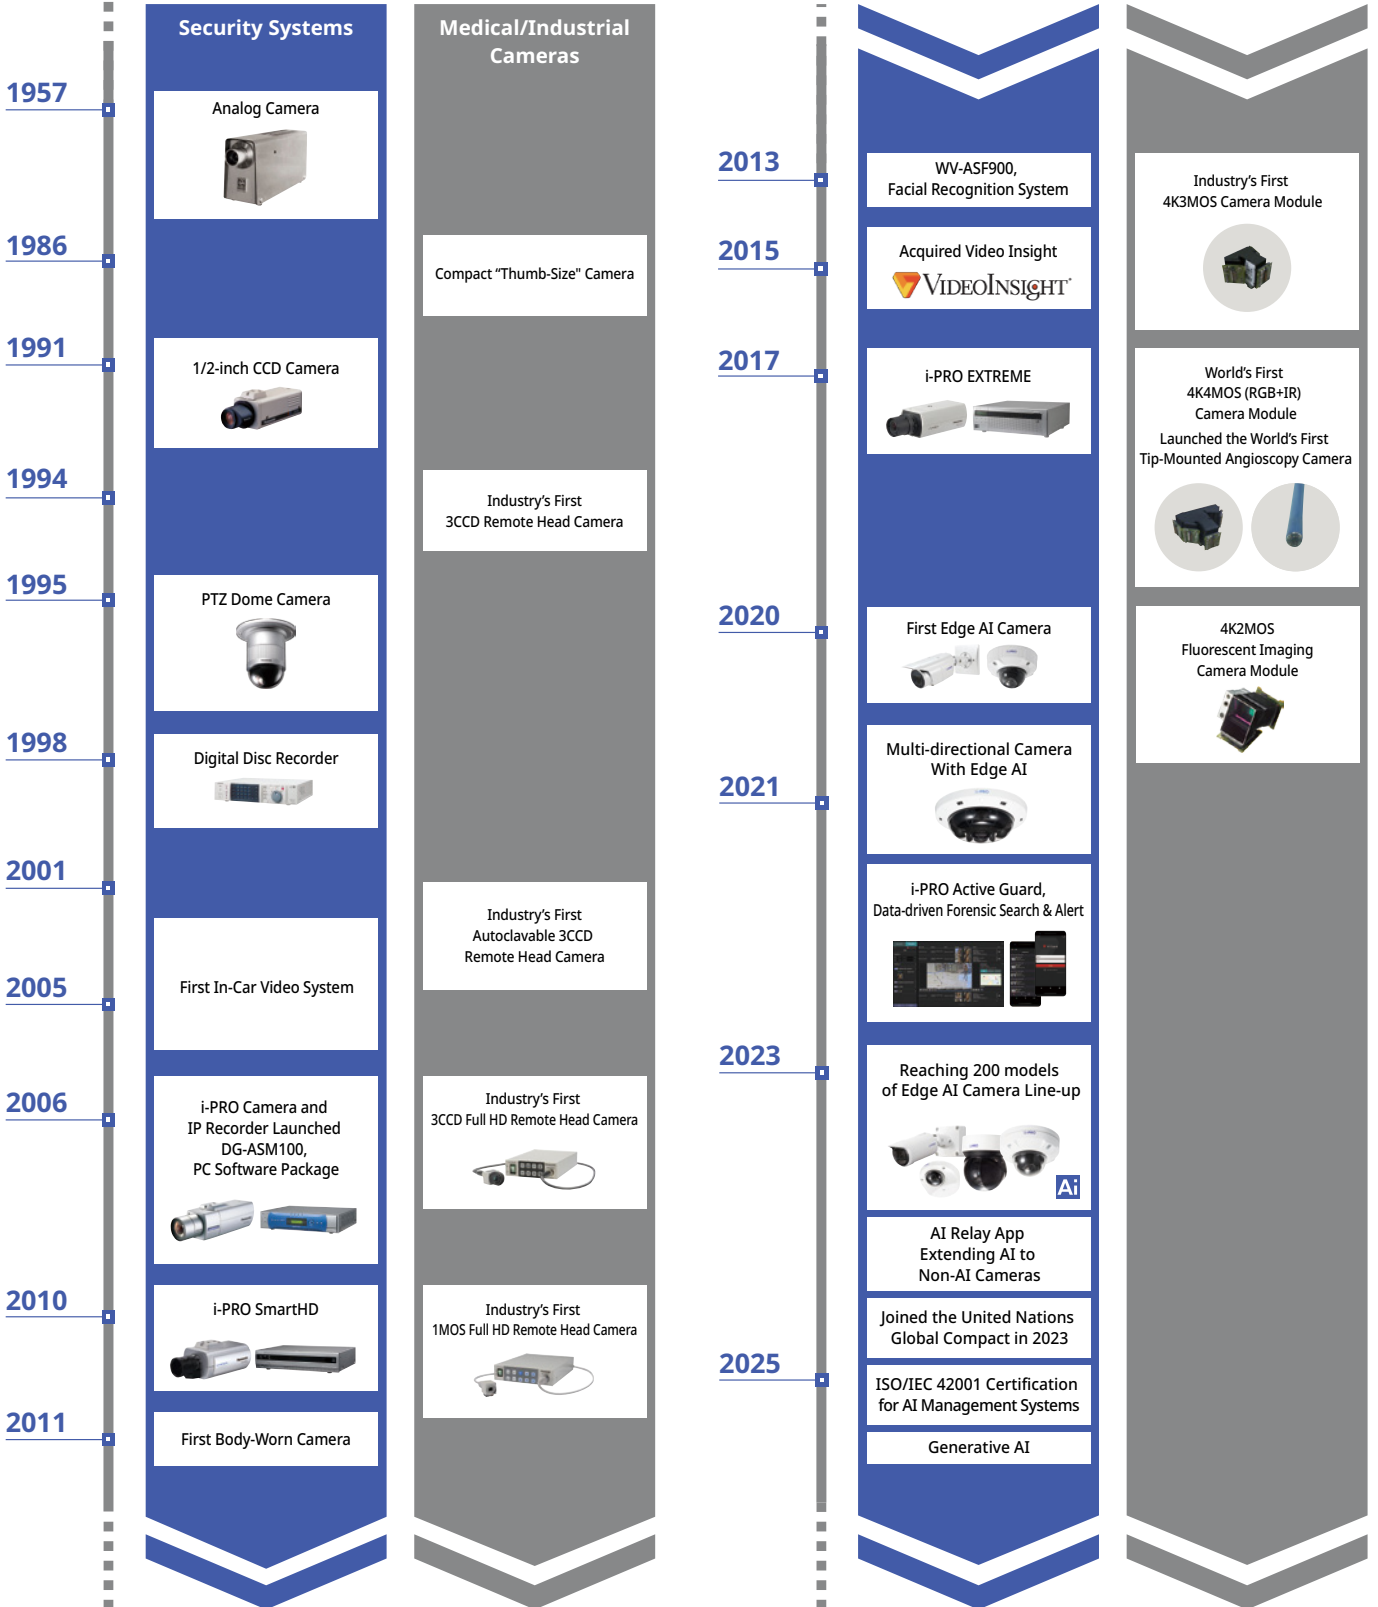 Security Systems
Medical/Industrial
Cameras
1957
Analog Camera
1986
Compact “Thumb-Size" Camera
1991
1/2-inch CCD Camera
1994
Industry’s First
3CCD Remote Head Camera
1995
PTZ Dome Camera
1998
Digital Disc Recorder
2001
Industry’s First
Autoclavable 3CCD
Remote Head Camera
2005
First In-Car Video System
2006
i-PRO Camera and
IP Recorder Launched
DG-ASM100,
PC Software Package
Industry’s First
3CCD Full HD Remote Head Camera
2010
i-PRO SmartHD
Industry’s First
1MOS Full HD Remote Head Camera
2011
First Body-Worn Camera
2013
WV-ASF900,
Facial Recognition System
Industry’s First
4K3MOS Camera Module
2015
Acquired Video Insight
VIDEOINSIGHT
2017
i-PRO EXTREME
World’s First
4K4MOS (RGB+IR)
Camera Module
Launched the World’s First
Tip-Mounted Angioscopy Camera
2020
First Edge AI Camera
4K2MOS
Fluorescent Imaging
Camera Module
2021
Multi-directional Camera
With Edge AI
i-PRO Active Guard,
Data-driven Forensic Search & Alert
2023
Reaching 200 models
of Edge AI Camera Line-up
Ai
AI Relay App
Extending AI to
Non-AI Cameras
Joined the United Nations
Global Compact in 2023
2025
ISO/IEC 42001 Certification
for AI Management Systems
Generative AI